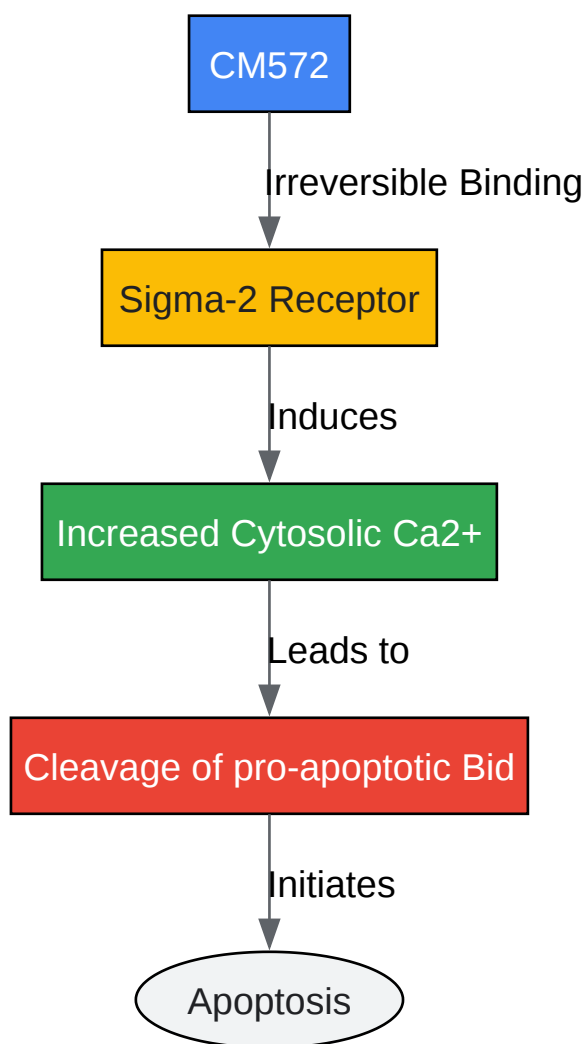 CM572
Irreversible Binding
Sigma-2 Receptor
Induces
Increased Cytosolic Ca2+
Leads to
Cleavage of pro-apoptotic Bid
Initiates
Apoptosis